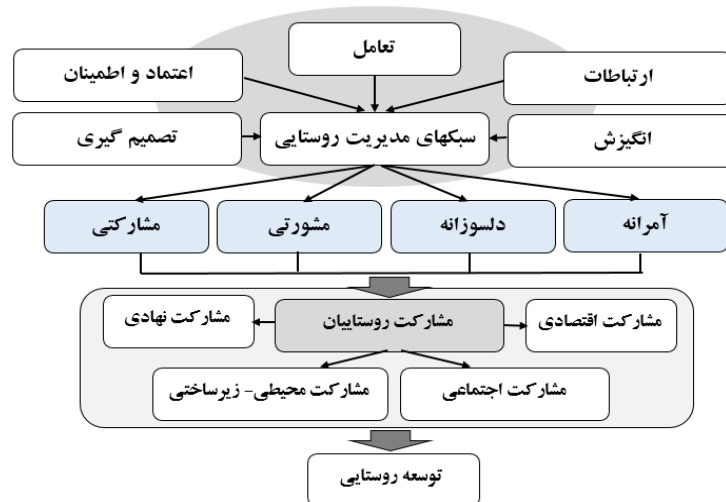 تعامل
ارتباطات
اعتماد و اطمینان
انگیزش
سبکهای مدیریت روستایی
تصمیم گیری
آمرانه
دلسوزانه
مشورتی
مشارکتی
مشارکت اقتصادی
مشارکت روستاییان
مشارکت نهادی
مشارکت اجتماعی
مشارکت محیطی- زیرساختی
توسعه روستایی